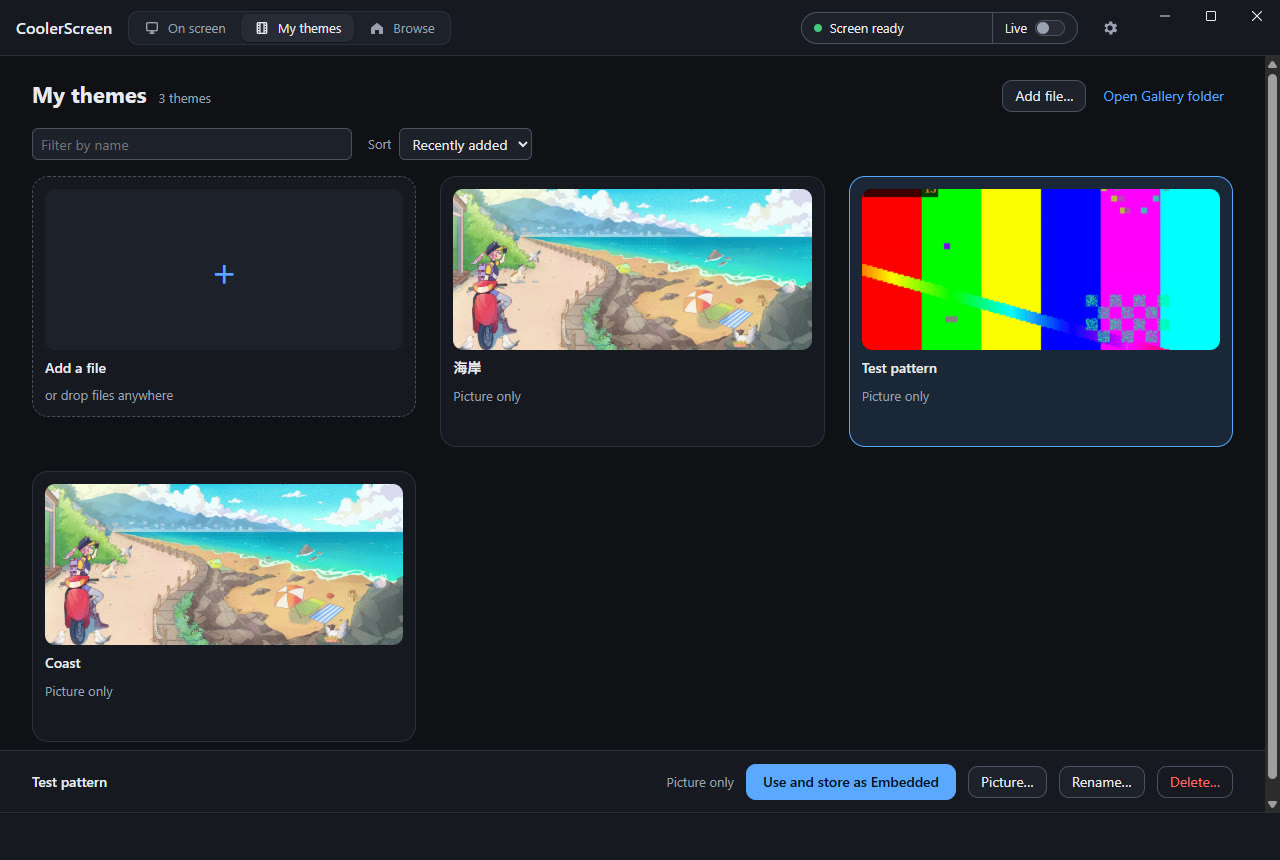 CoolerScreen
On screen
My themes
Browse
Screen ready
Live
My themes
3 themes
Add file...
Open Gallery folder
Filter by name
Sort
Recently added
Add a file
or drop files anywhere
海岸
Picture only
Test pattern
Picture only
Coast
Picture only
Test pattern
Picture only
Use and store as Embedded
Picture...
Rename...
Delete...